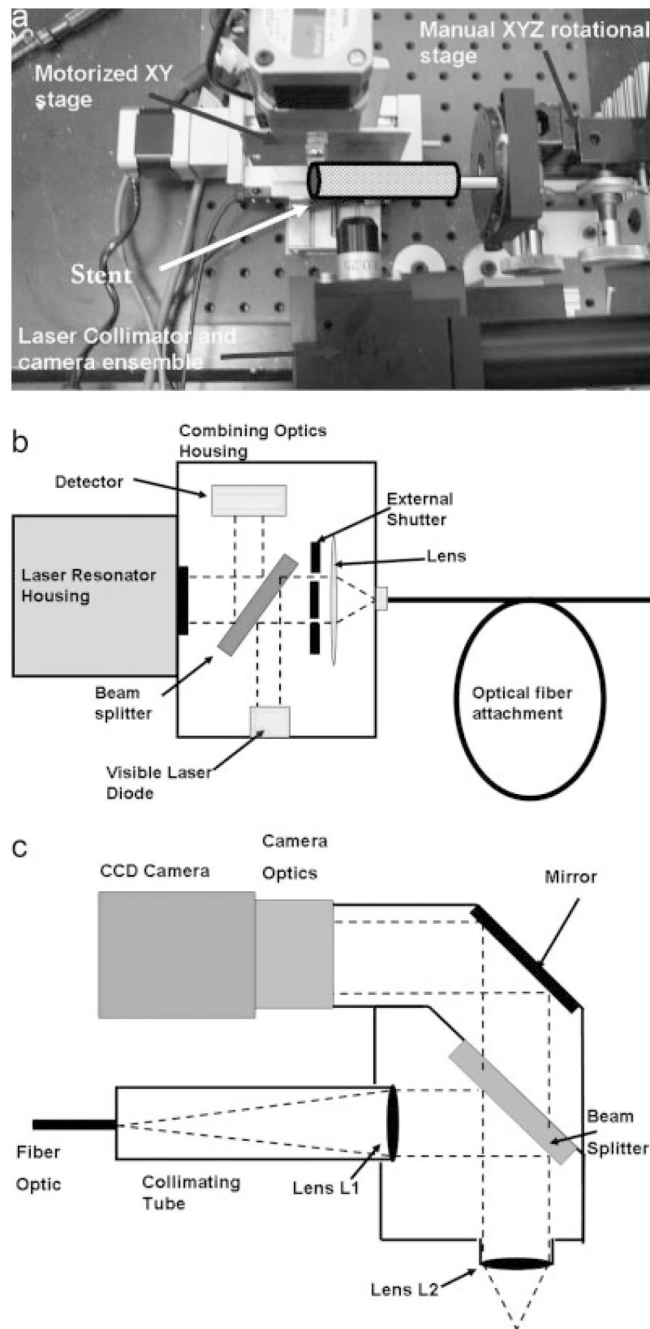 a
Manual XYZ rotational
stage
Motorized XY
stage
0.25
Stent
Laser Collimator and
camera ensemble
b
Combining Optics
Housing
Detector
External
Shutter
Lens
Laser Resonator
Housing
Beam
splitter
Optical fiber
attachment
Visible Laser
Diode
c
Camera
Optics
CCD Camera
Mirror
Beam
Splitter
Fiber
Optic
Collimating
Tube
Lens L1
Lens L2